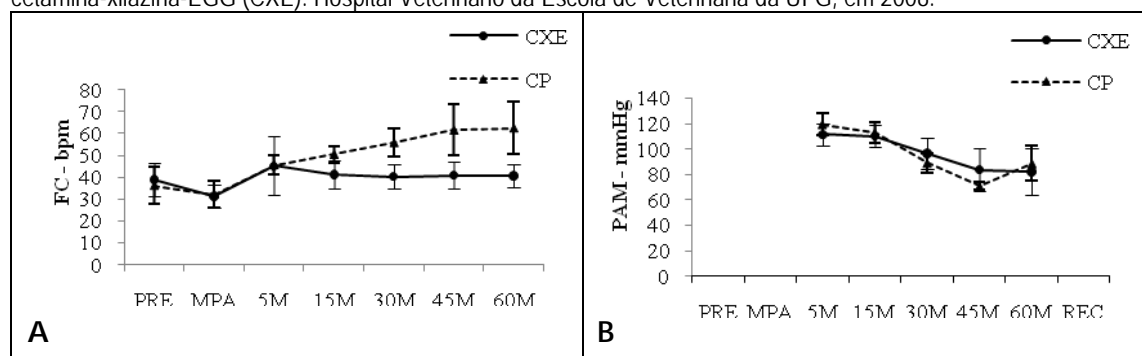 cetamina-xilazina-EGG (CXE). Hospital Veterinário da Escola de Veterinária da UFG, em 2008.
CXE
CP
FC - bpm
80
70
60
50
40
30
20
10
0
PRE MPA 5M 15M 30M 45M 60M
A
CXE
CP
PAM - mmHg
140
120
100
80
60
40
20
0
PRE MPA 5M 15M 30M 45M 60M REC
B